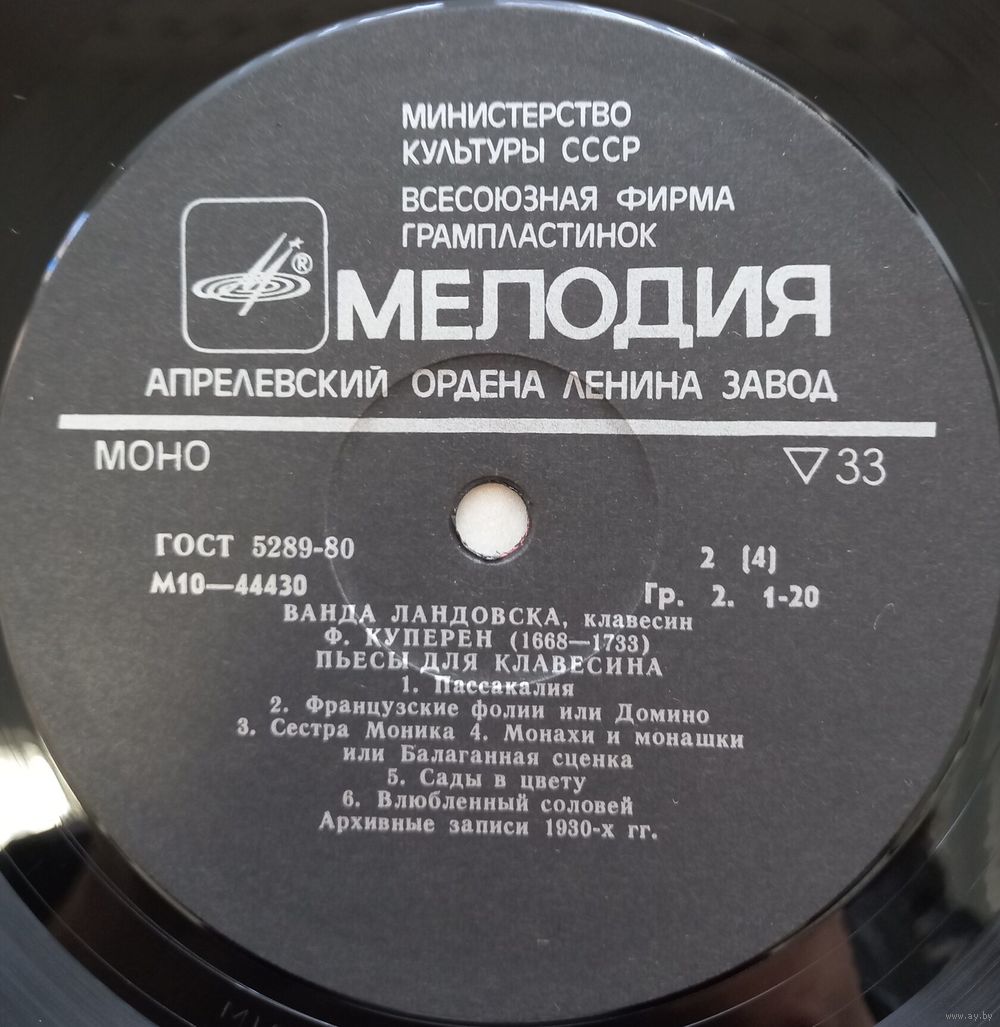 МИНИСТЕРСТВО
КУЛЬТУРЫ СССР
ВСЕСОЮЗНАЯ ФИРМА
ГРАМПЛАСТИНОК
®
МЕЛОДИЯ
АПРЕЛЕВСКИЙ ОРДЕНА ЛЕНИНА ЗАВОД
МОНО
▽ 33
ГОСТ 5289-80
2 (4)
М10—44430
Гр. 2. 1-20
ВАНДА ЛАНДОВСКА, клавесин
Ф. КУПЕРЕН (1668—1733)
ПЬЕСЫ ДЛЯ КЛАВЕСИНА
1. Пассакалия
2. Французские фолии или Домино
3. Сестра Моника 4. Монахи и монашки
или Балаганная сценка
5. Сады в цвету
6. Влюбленный соловей
Архивные записи 1930-х гг.
www.ay.by